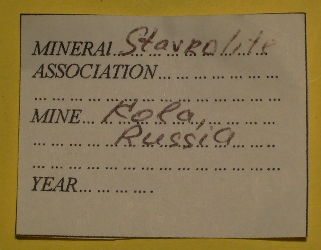 MINERAL Stavrolite
ASSOCIATION... ... ... ... ... ...
... ... ... ... ... ... ... ... ... ...
MINE... Kola, ... ... ...
... ... ... Russia ... ... ...
... ... ... ... ... ... ... ... ... ...
YEAR... ... ... .